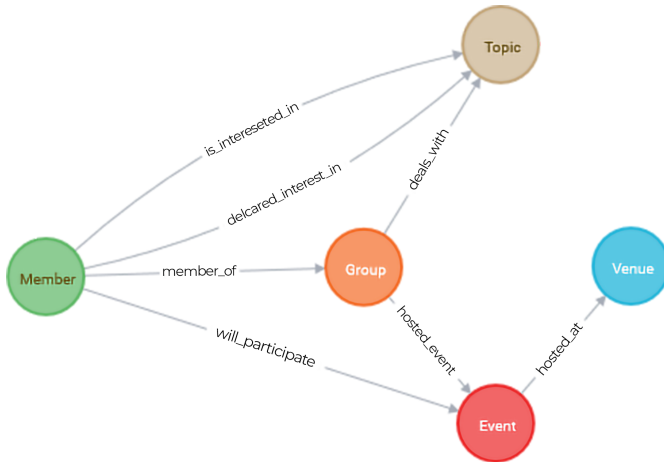 Topic
is_intereseted_in
delcared_interest_in
deals_with
member_of
Member
Group
Venue
will_participate
hosted_event
hosted_at
Event